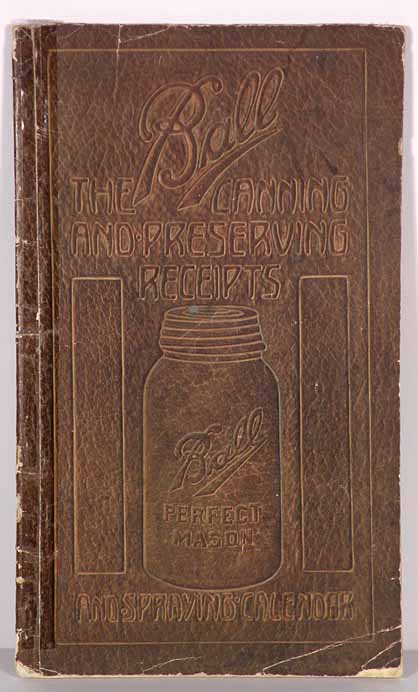 Ball
THE CANNING
AND·PRESERVING
RECEIPTS
Ball
PERFECT
MASON
AND·SPRAYING·CALENDAR